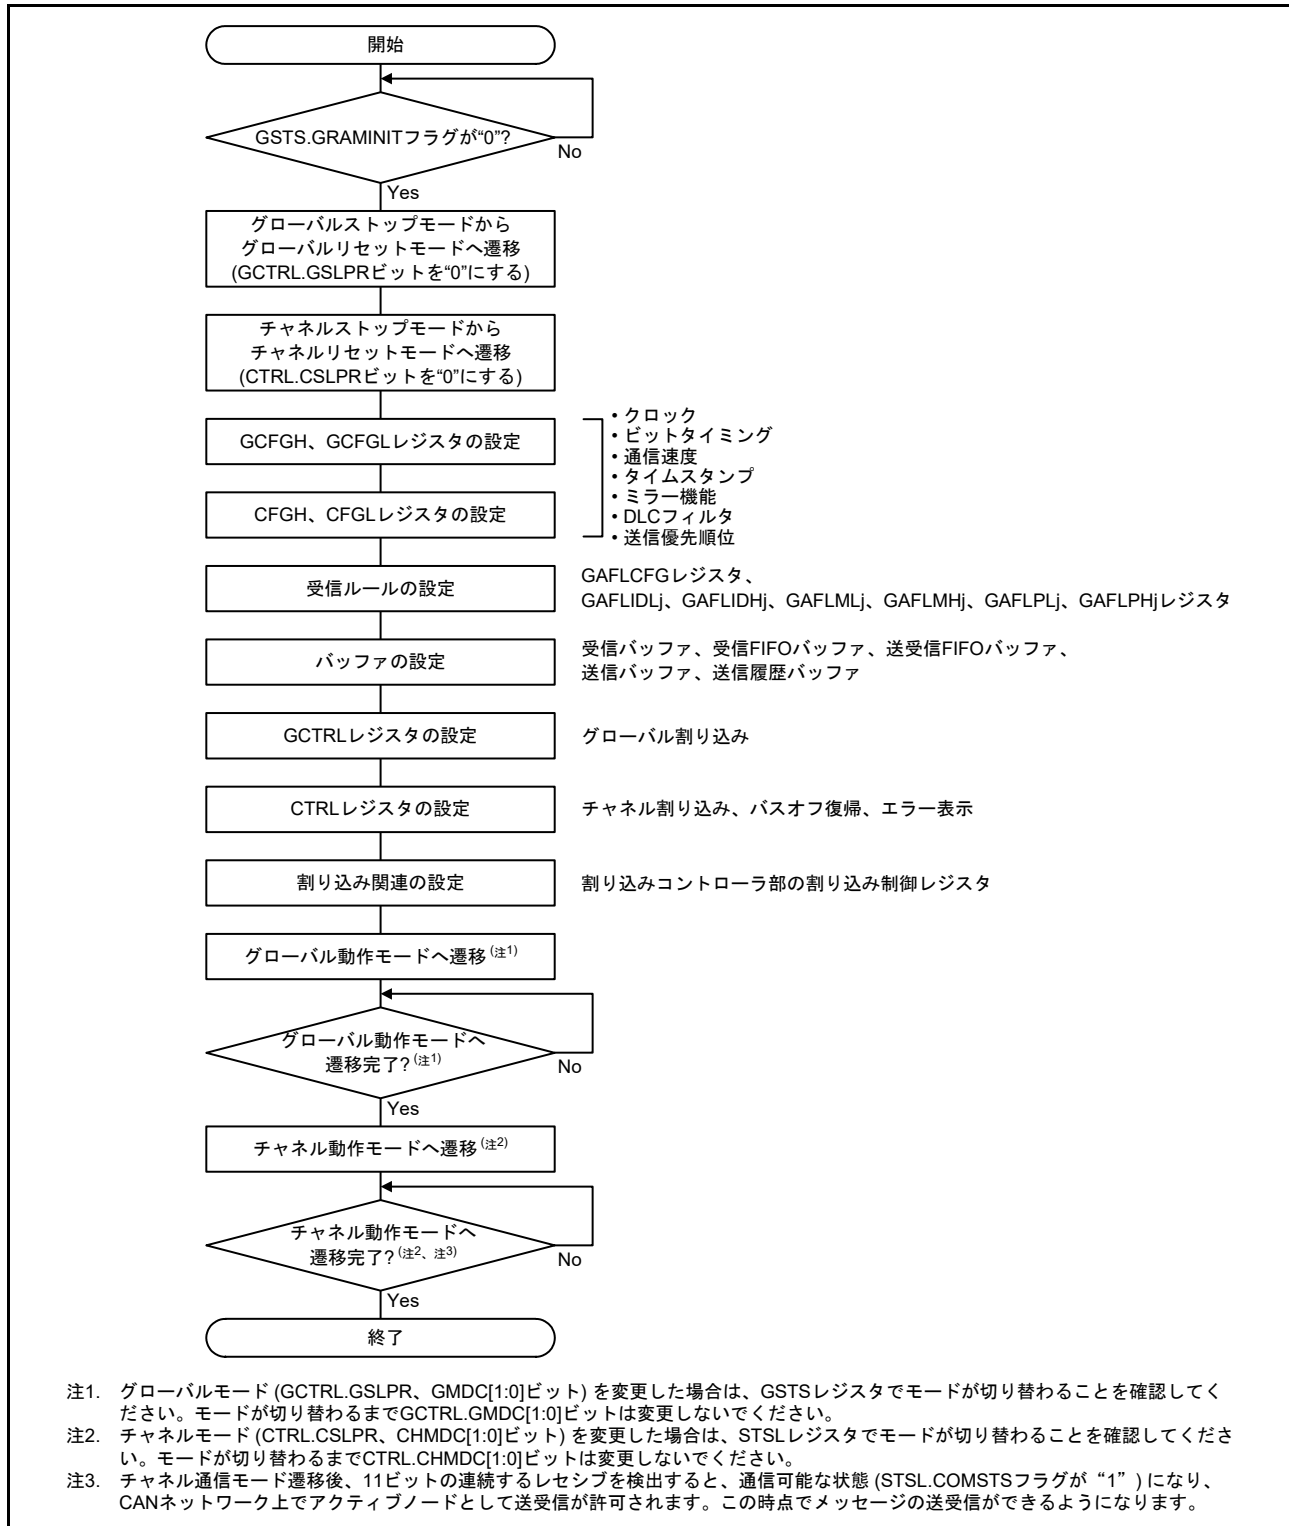 開始
GSTS.GRAMINITフラグが“0”?
No
Yes
グローバルストップモードから
グローバルリセットモードへ遷移
(GCTRL.GSLPRビットを“0”にする)
チャネルストップモードから
チャネルリセットモードへ遷移
(CTRL.CSLPRビットを“0”にする)
GCFGH、GCFGLレジスタの設定
CFGH、CFGLレジスタの設定
・クロック
・ビットタイミング
・通信速度
・タイムスタンプ
・ミラー機能
・DLCフィルタ
・送信優先順位
受信ルールの設定
GAFLCFGレジスタ、
GAFLIDLj、GAFLIDHj、GAFLMLj、GAFLMHj、GAFLPLj、GAFLPHjレジスタ
バッファの設定
受信バッファ、受信FIFOバッファ、送受信FIFOバッファ、
送信バッファ、送信履歴バッファ
GCTRLレジスタの設定
グローバル割り込み
CTRLレジスタの設定
チャネル割り込み、バスオフ復帰、エラー表示
割り込み関連の設定
割り込みコントローラ部の割り込み制御レジスタ
グローバル動作モードへ遷移 (注1)
グローバル動作モードへ
遷移完了? (注1)
No
Yes
チャネル動作モードへ遷移 (注2)
チャネル動作モードへ
遷移完了? (注2、注3)
No
Yes
終了
注1. グローバルモード (GCTRL.GSLPR、GMDC[1:0]ビット) を変更した場合は、GSTSレジスタでモードが切り替わることを確認してく
ださい。モードが切り替わるまでGCTRL.GMDC[1:0]ビットは変更しないでください。
注2. チャネルモード (CTRL.CSLPR、CHMDC[1:0]ビット) を変更した場合は、STSLレジスタでモードが切り替わることを確認してくださ
い。モードが切り替わるまでCTRL.CHMDC[1:0]ビットは変更しないでください。
注3. チャネル通信モード遷移後、11ビットの連続するレセシブを検出すると、通信可能な状態 (STSL.COMSTSフラグが“1”) になり、
CANネットワーク上でアクティブノードとして送受信が許可されます。この時点でメッセージの送受信ができるようになります。